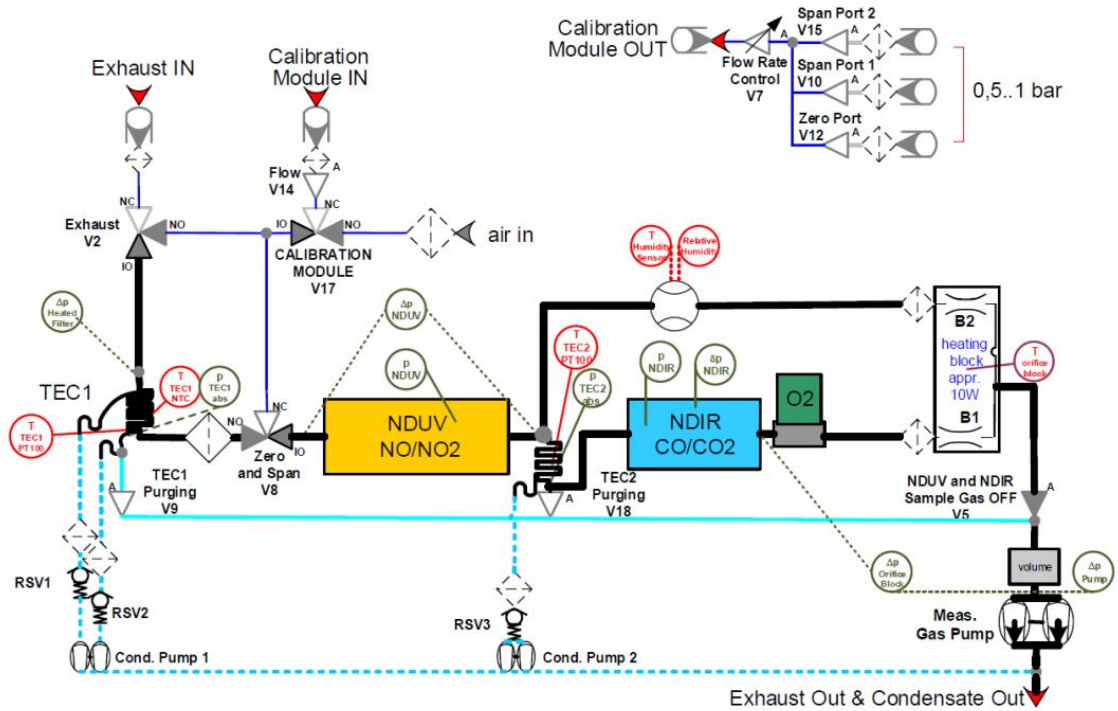 Span Port 2
V15
A
Calibration
Module OUT
A
Flow Rate
Control
V7
Span Port 1
V10
A
0,5..1 bar
Zero Port
V12
A
Exhaust IN
Calibration
Module IN
Flow
V14
A
NC
NC
Exhaust
V2
NO
IO
NO
IO
CALIBRATION
MODULE
V17
air in
T
Humidity
Sensor
Relative
Humidity
Δp
Heated
Filter
Δp
NDUV
B2
heating
block
appr.
10W
B1
T
orifice
block
TEC1
T
TEC1
NTC
p
TEC1
abs
T
TEC1
PT100
p
NDUV
T
TEC2
PT100
p
TEC2
abs
p
NDIR
δp
NDIR
O2
NO
NC
IO
Zero
and Span
V8
NDUV
NO/NO2
NDIR
CO/CO2
A
TEC1
Purging
V9
TEC2
Purging
V18
A
NDUV and NDIR
Sample Gas OFF
V5
A
Δp
Orifice
Block
volume
Δp
Pump
RSV1
RSV2
RSV3
Meas.
Gas Pump
Cond. Pump 1
Cond. Pump 2
Exhaust Out & Condensate Out